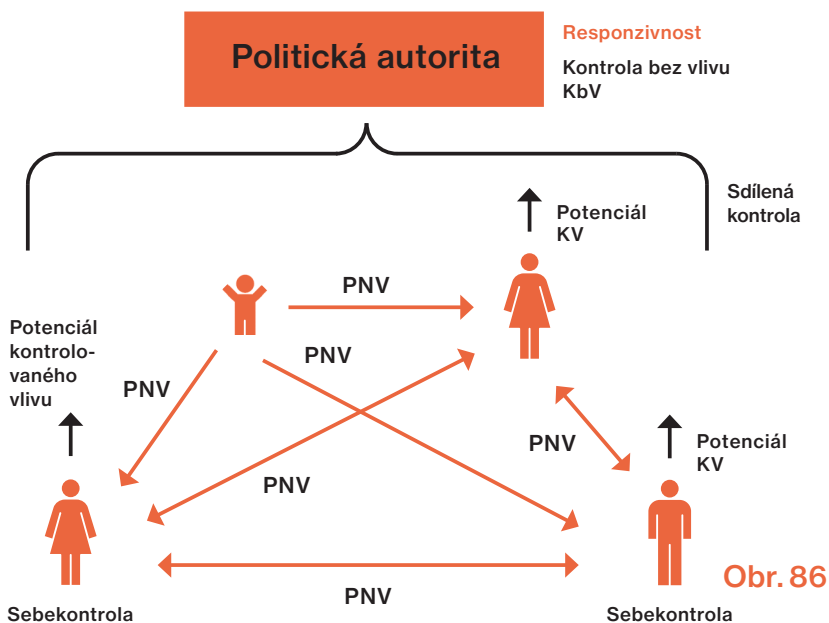 Politická autorita
Responzivnost
Kontrola bez vlivu
KbV
Sdílená
kontrola
Potenciál
KV
PNV
Potenciál
kontrolo-
vaného
vlivu
PNV
PNV
PNV
PNV
Potenciál
KV
PNV
Obr. 86
Sebekontrola
Sebekontrola